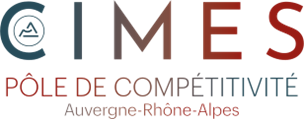 CIMES
PÔLE DE COMPÉTITIVITÉ
Auvergne-Rhône-Alpes